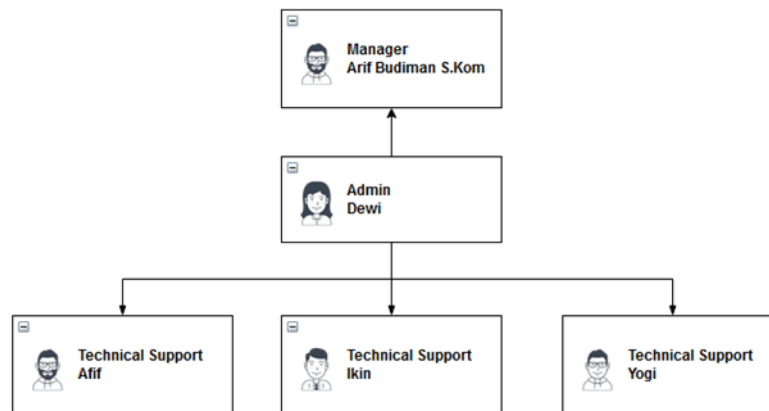 Manager
Arif Budiman S.Kom
Admin
Dewi
Technical Support
Afif
Technical Support
Ikin
Technical Support
Yogi